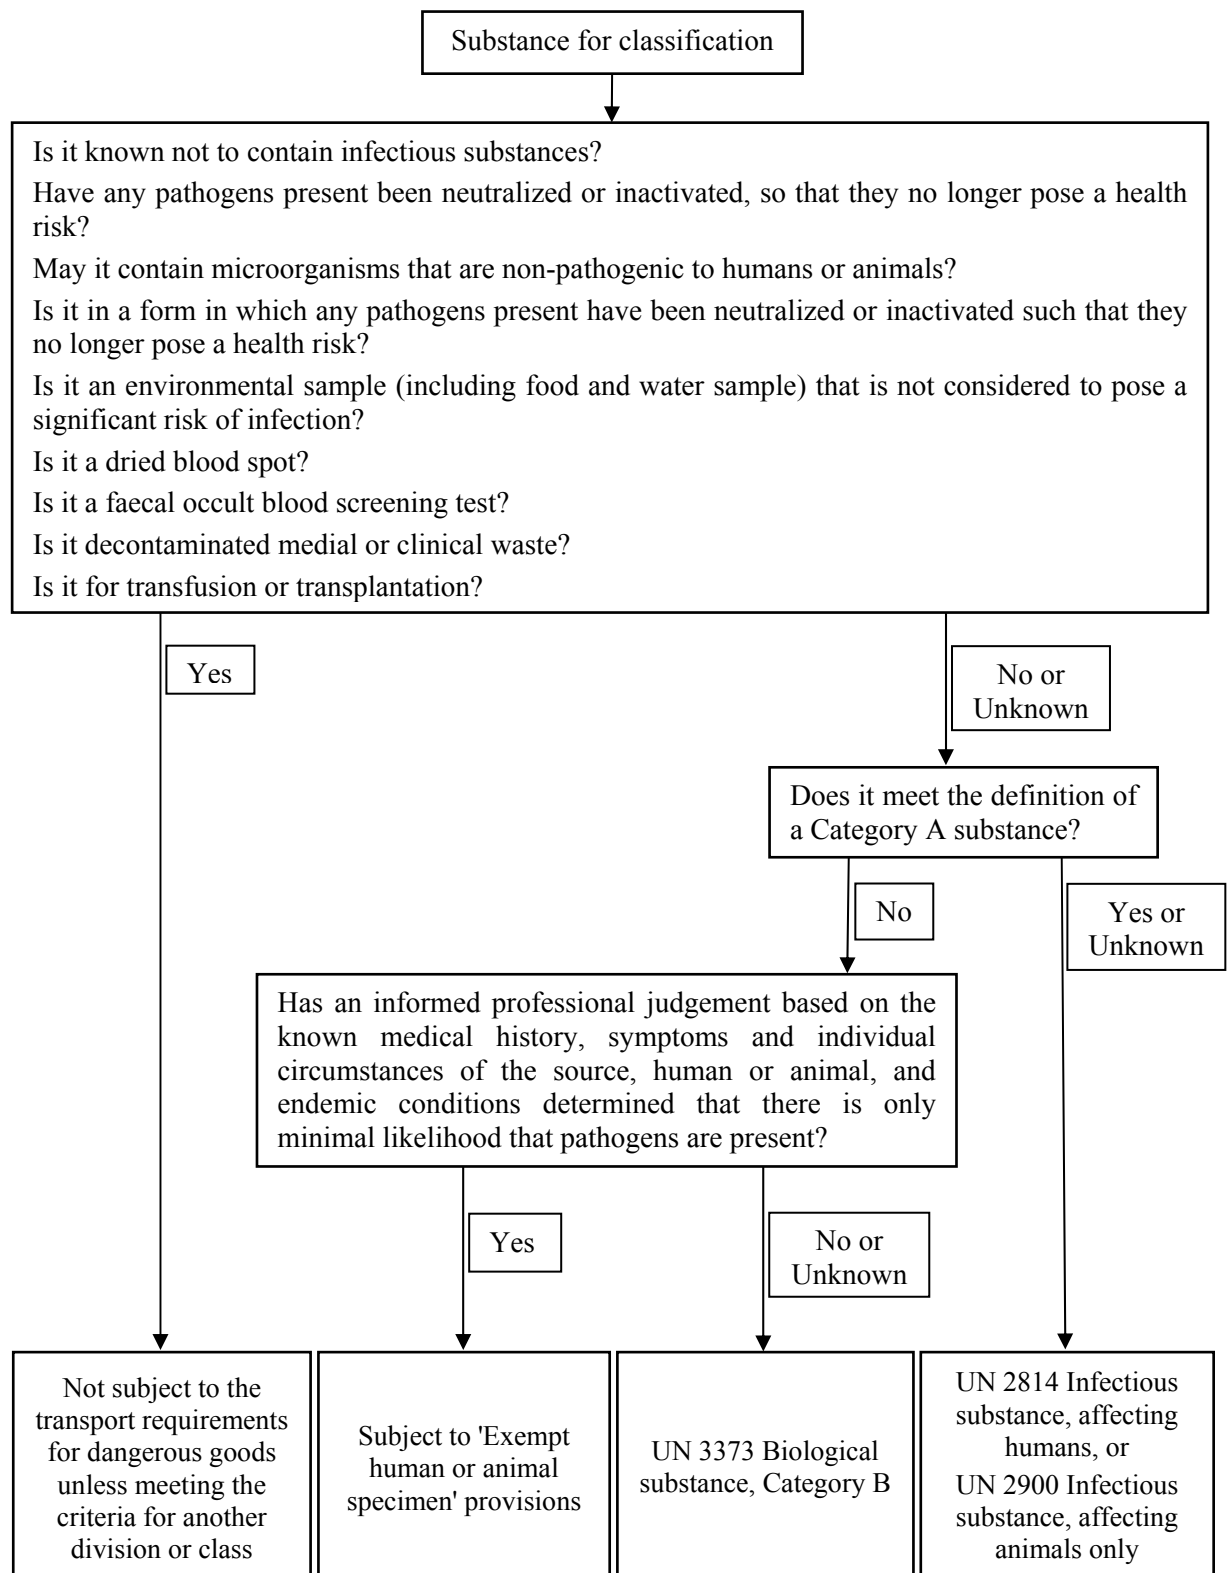 Substance for classification
Is it known not to contain infectious substances?
Have any pathogens present been neutralized or inactivated, so that they no longer pose a health
risk?
May it contain microorganisms that are non-pathogenic to humans or animals?
Is it in a form in which any pathogens present have been neutralized or inactivated such that they
no longer pose a health risk?
Is it an environmental sample (including food and water sample) that is not considered to pose a
significant risk of infection?
Is it a dried blood spot?
Is it a faecal occult blood screening test?
Is it decontaminated medial or clinical waste?
Is it for transfusion or transplantation?
Yes
No or
Unknown
Does it meet the definition of
a Category A substance?
No
Yes or
Unknown
Has an informed professional judgement based on the
known medical history, symptoms and individual
circumstances of the source, human or animal, and
endemic conditions determined that there is only
minimal likelihood that pathogens are present?
Yes
No or
Unknown
Not subject to the
transport requirements
for dangerous goods
unless meeting the
criteria for another
division or class
Subject to 'Exempt
human or animal
specimen' provisions
UN 3373 Biological
substance, Category B
UN 2814 Infectious
substance, affecting
humans, or
UN 2900 Infectious
substance, affecting
animals only